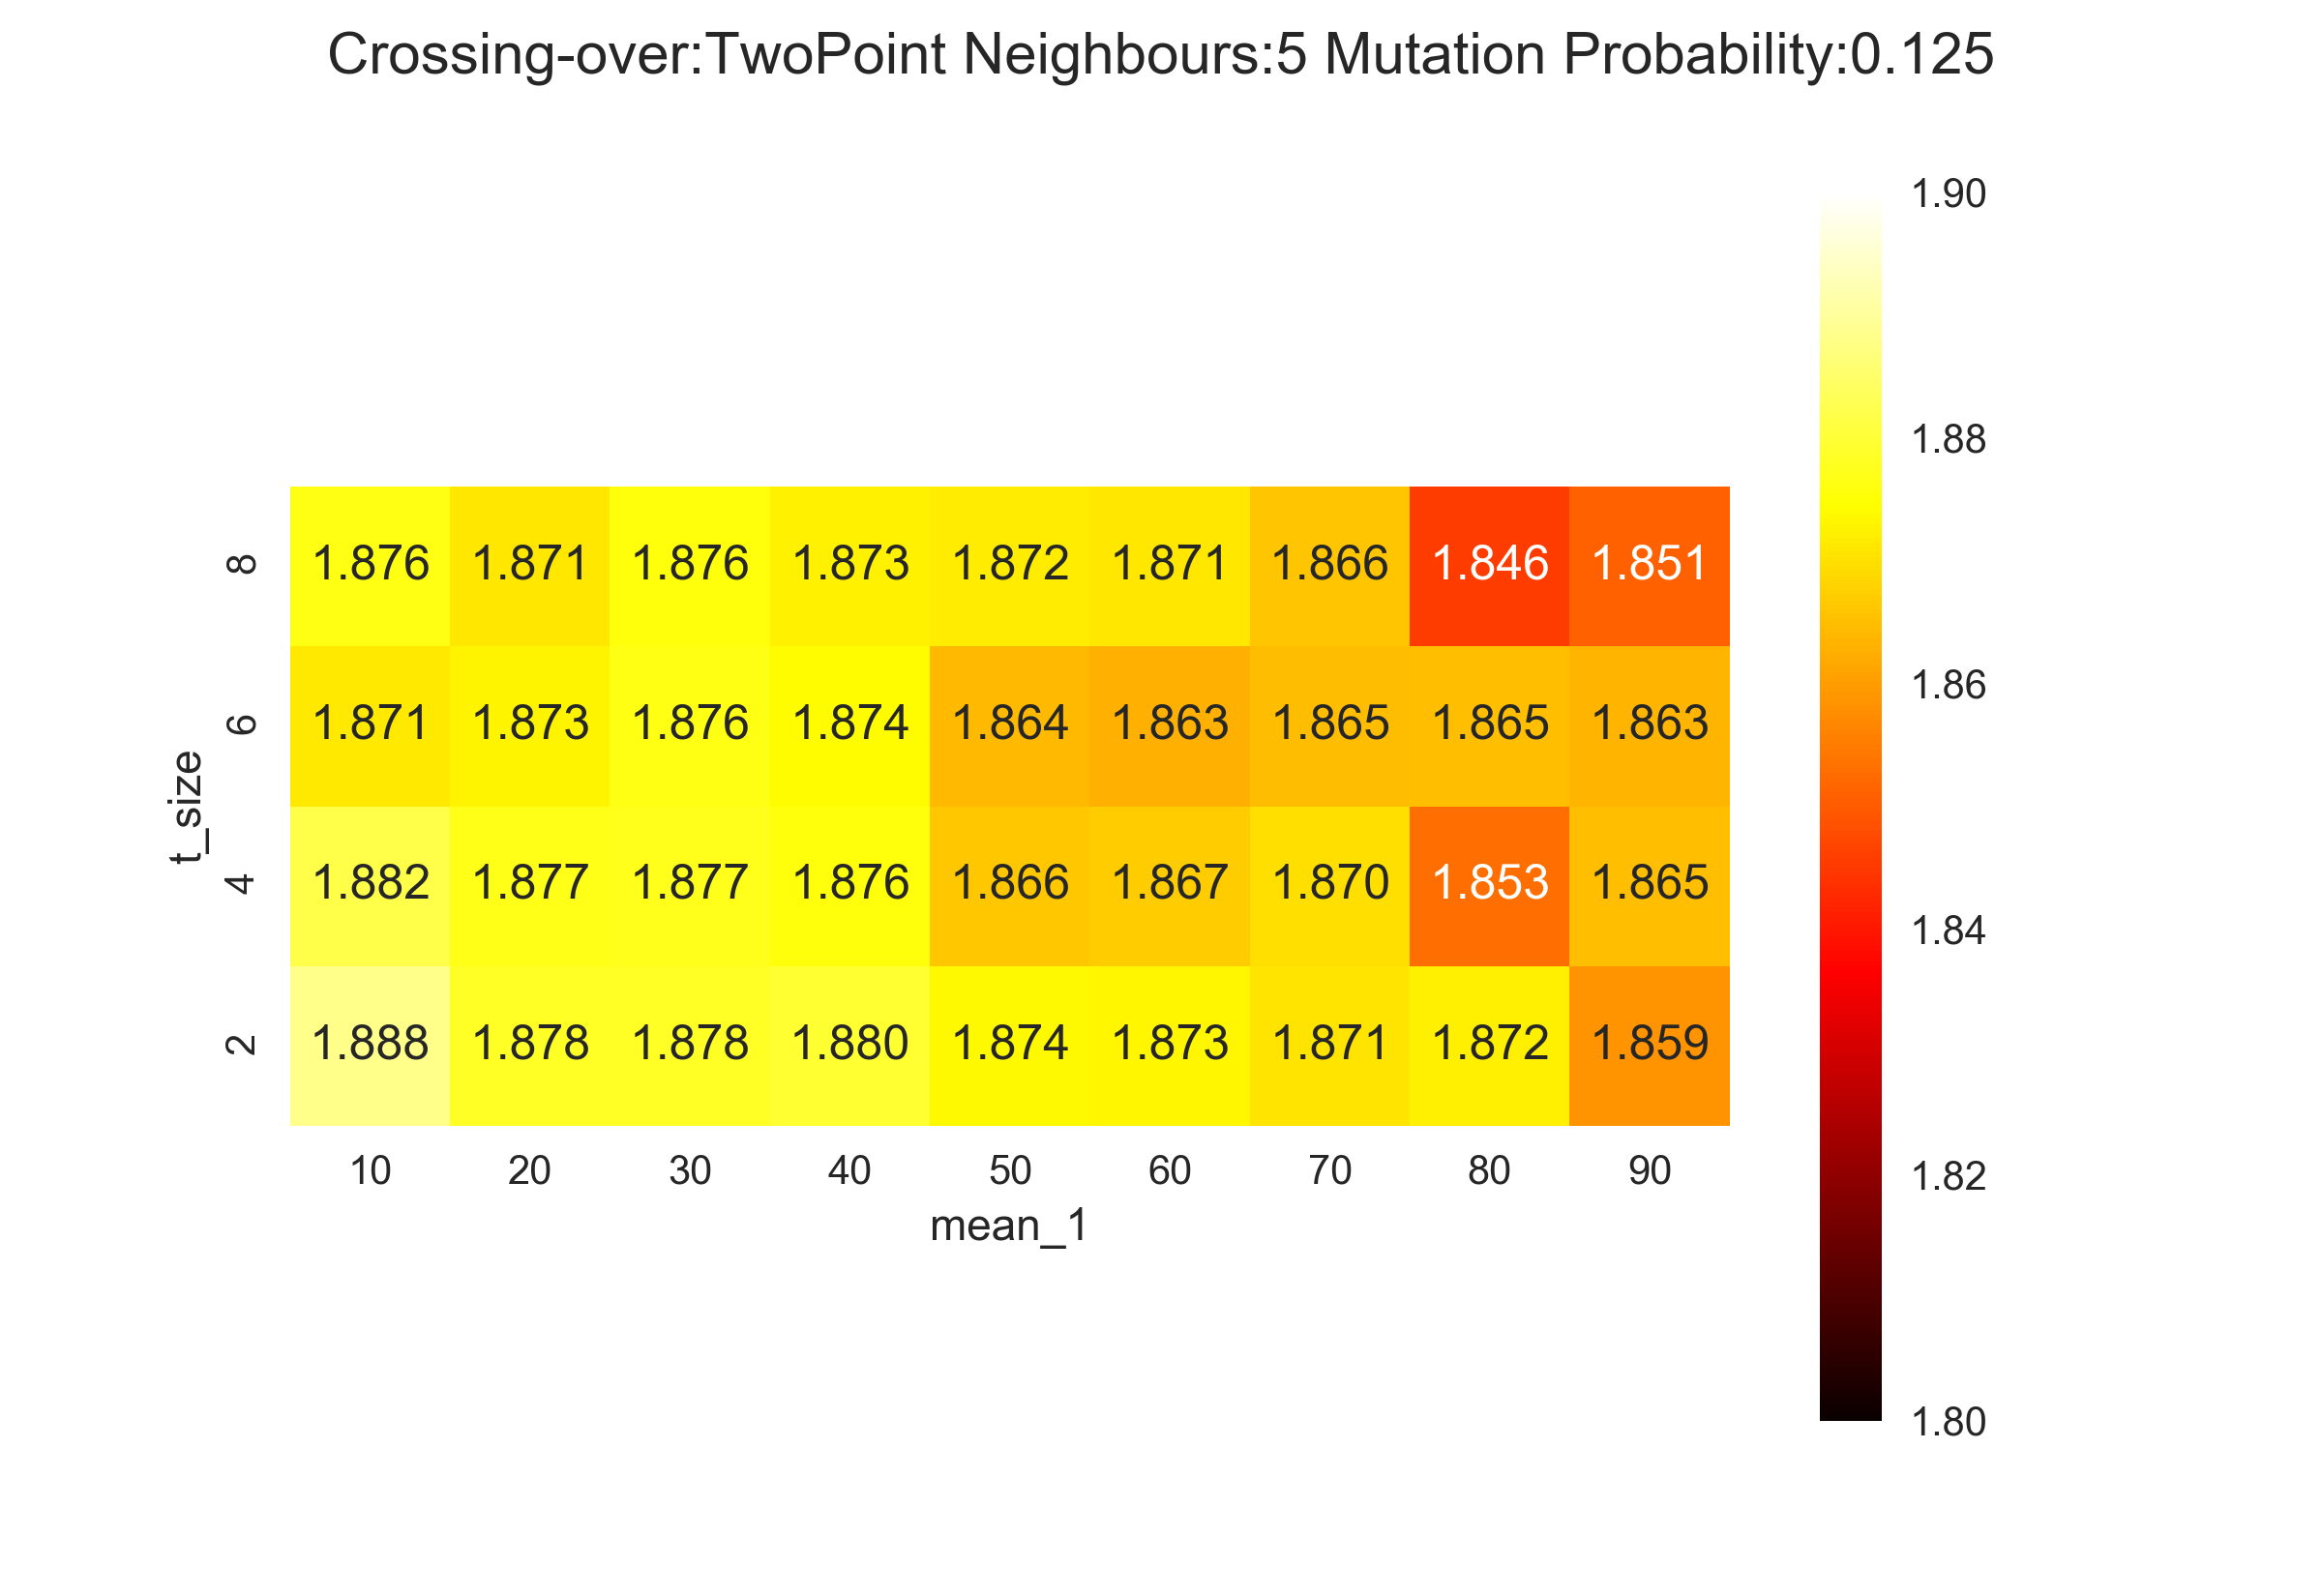 Crossing-over:TwoPoint Neighbours:5 Mutation Probability:0.125
1.90
1.88
1.86
1.84
1.82
1.80
t_size
8 1.876 1.871 1.876 1.873 1.872 1.871 1.866 1.846 1.851
6 1.871 1.873 1.876 1.874 1.864 1.863 1.865 1.865 1.863
4 1.882 1.877 1.877 1.876 1.866 1.867 1.870 1.853 1.865
2 1.888 1.878 1.878 1.880 1.874 1.873 1.871 1.872 1.859
10 20 30 40 50 60 70 80 90
mean_1